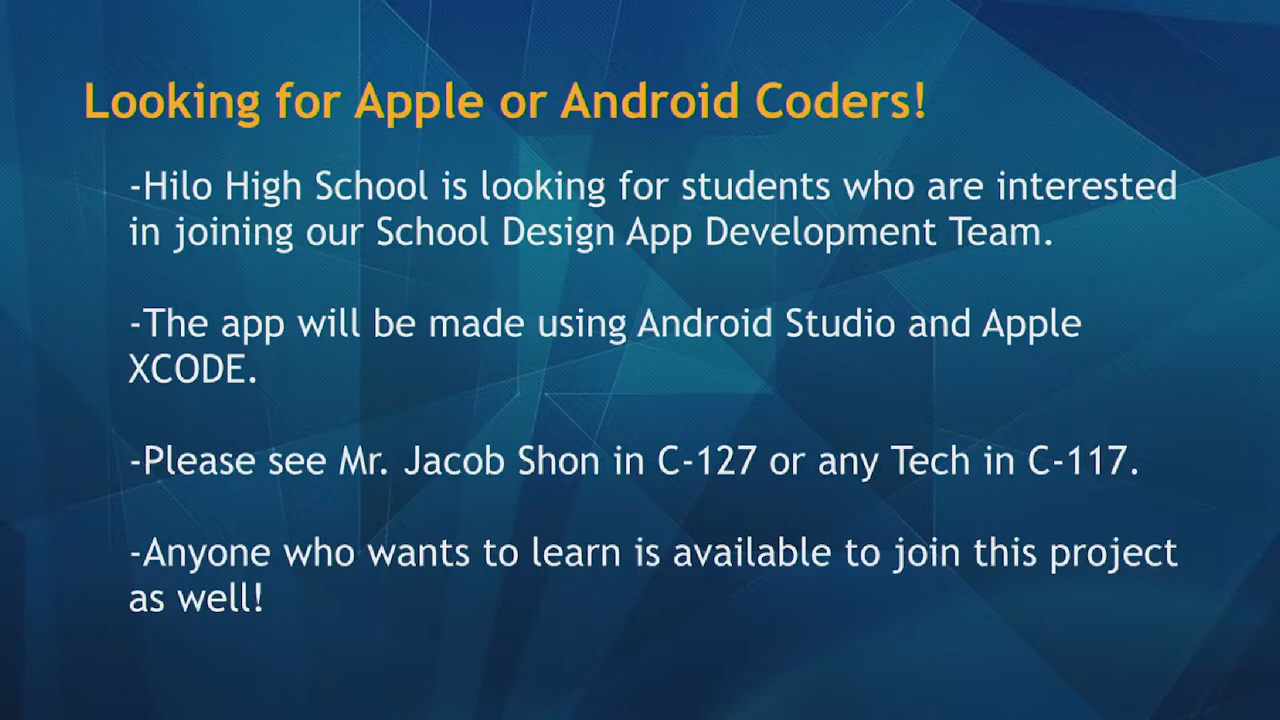 Looking for Apple or Android Coders!
-Hilo High School is looking for students who are interested
in joining our School Design App Development Team.
-The app will be made using Android Studio and Apple
XCODE.
-Please see Mr. Jacob Shon in C-127 or any Tech in C-117.
-Anyone who wants to learn is available to join this project
as well!